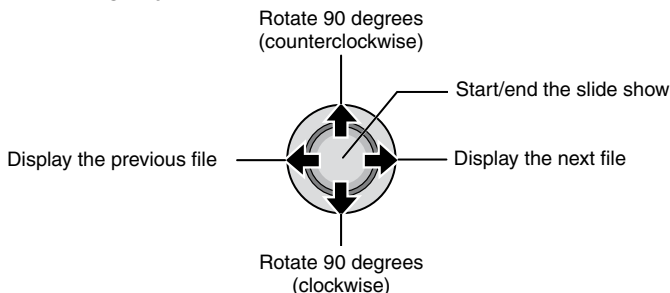 Rotate 90 degrees
(counterclockwise)
Start/end the slide show
Display the previous file
Display the next file
Rotate 90 degrees
(clockwise)